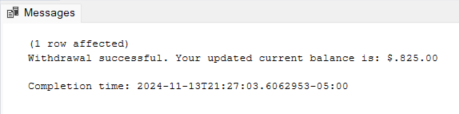 Messages
(1 row affected)
Withdrawal successful. Your updated current balance is: $.825.00
Completion time: 2024-11-13T21:27:03.6062953-05:00